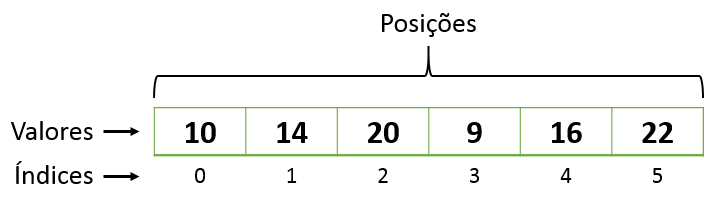 Posições
Valores 10 14 20 9 16 22
Índices 0 1 2 3 4 5